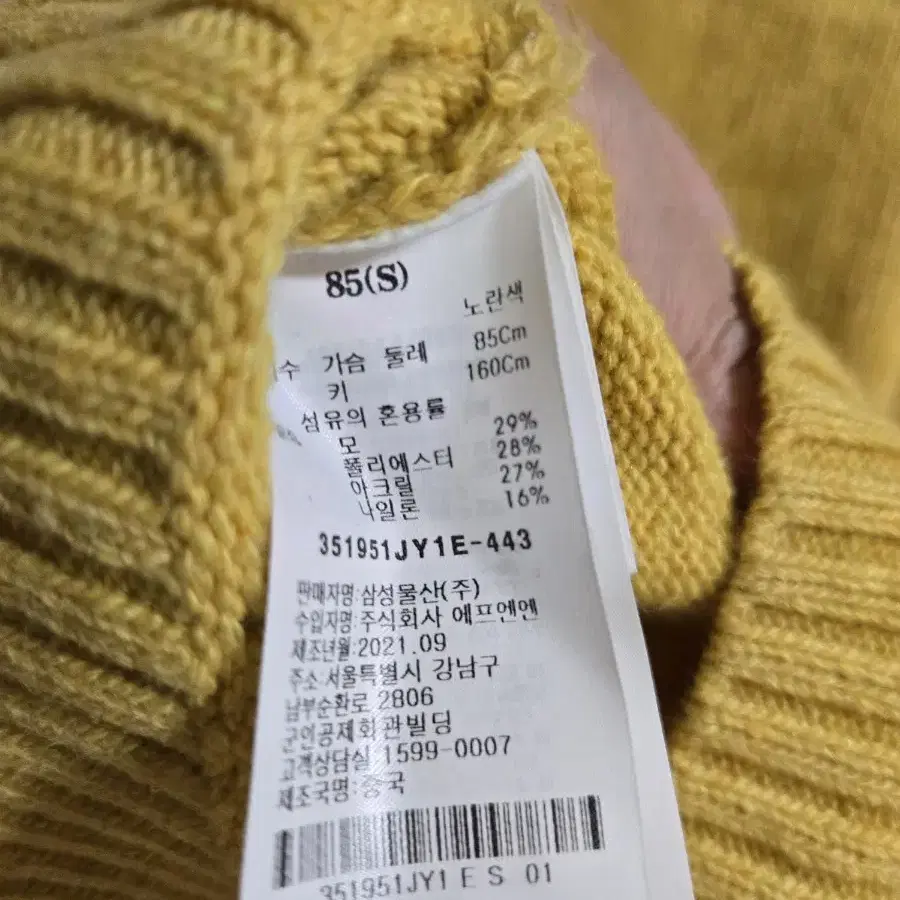 85(S)
노란색
수 가슴 둘레 85Cm
키 160Cm
섬유의 혼용률
모 29%
폴리에스터 28%
아크릴 27%
나일론 16%
351951JY1E-443
판매자명:삼성물산(주)
수입자명:주식회사 에프엔엔
제조년월:2021.09
주소:서울특별시 강남구
남부순환로 2806
군인공제회관빌딩
고객상담실 1599-0007
제조국명:중국
351951JY1 E S 01